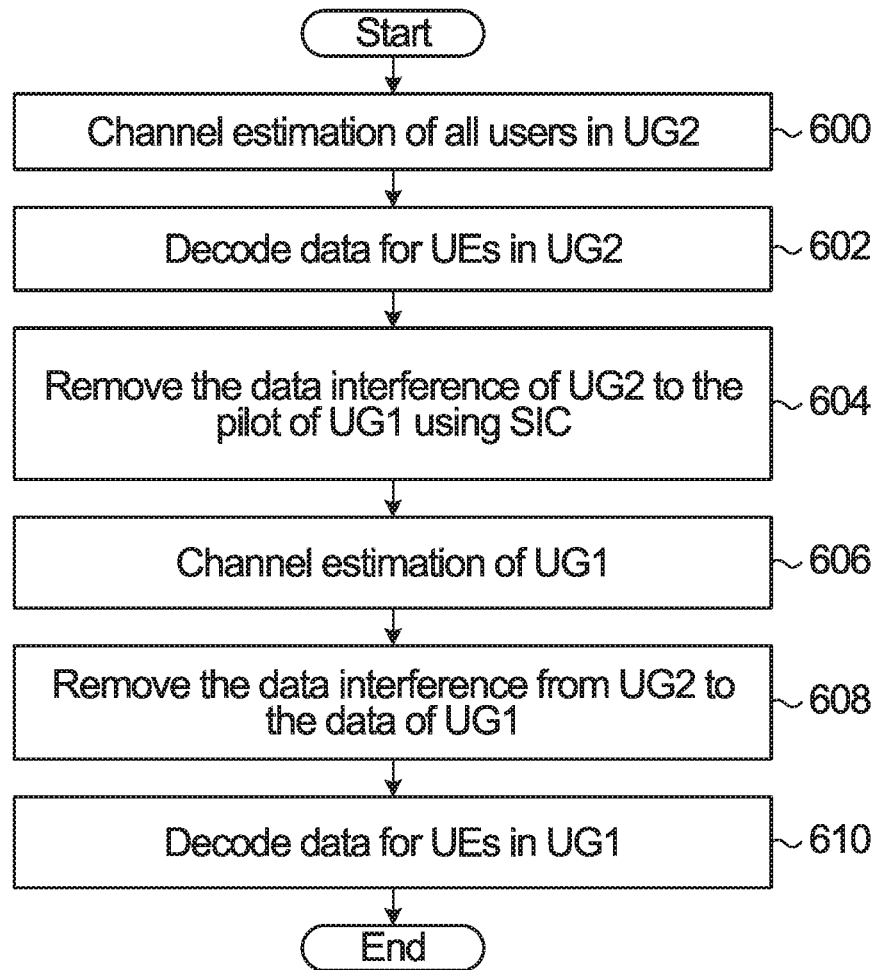 Start
Channel estimation of all users in UG2
600
Decode data for UEs in UG2
602
Remove the data interference of UG2 to the
pilot of UG1 using SIC
604
Channel estimation of UG1
606
Remove the data interference from UG2 to
the data of UG1
608
Decode data for UEs in UG1
610
End